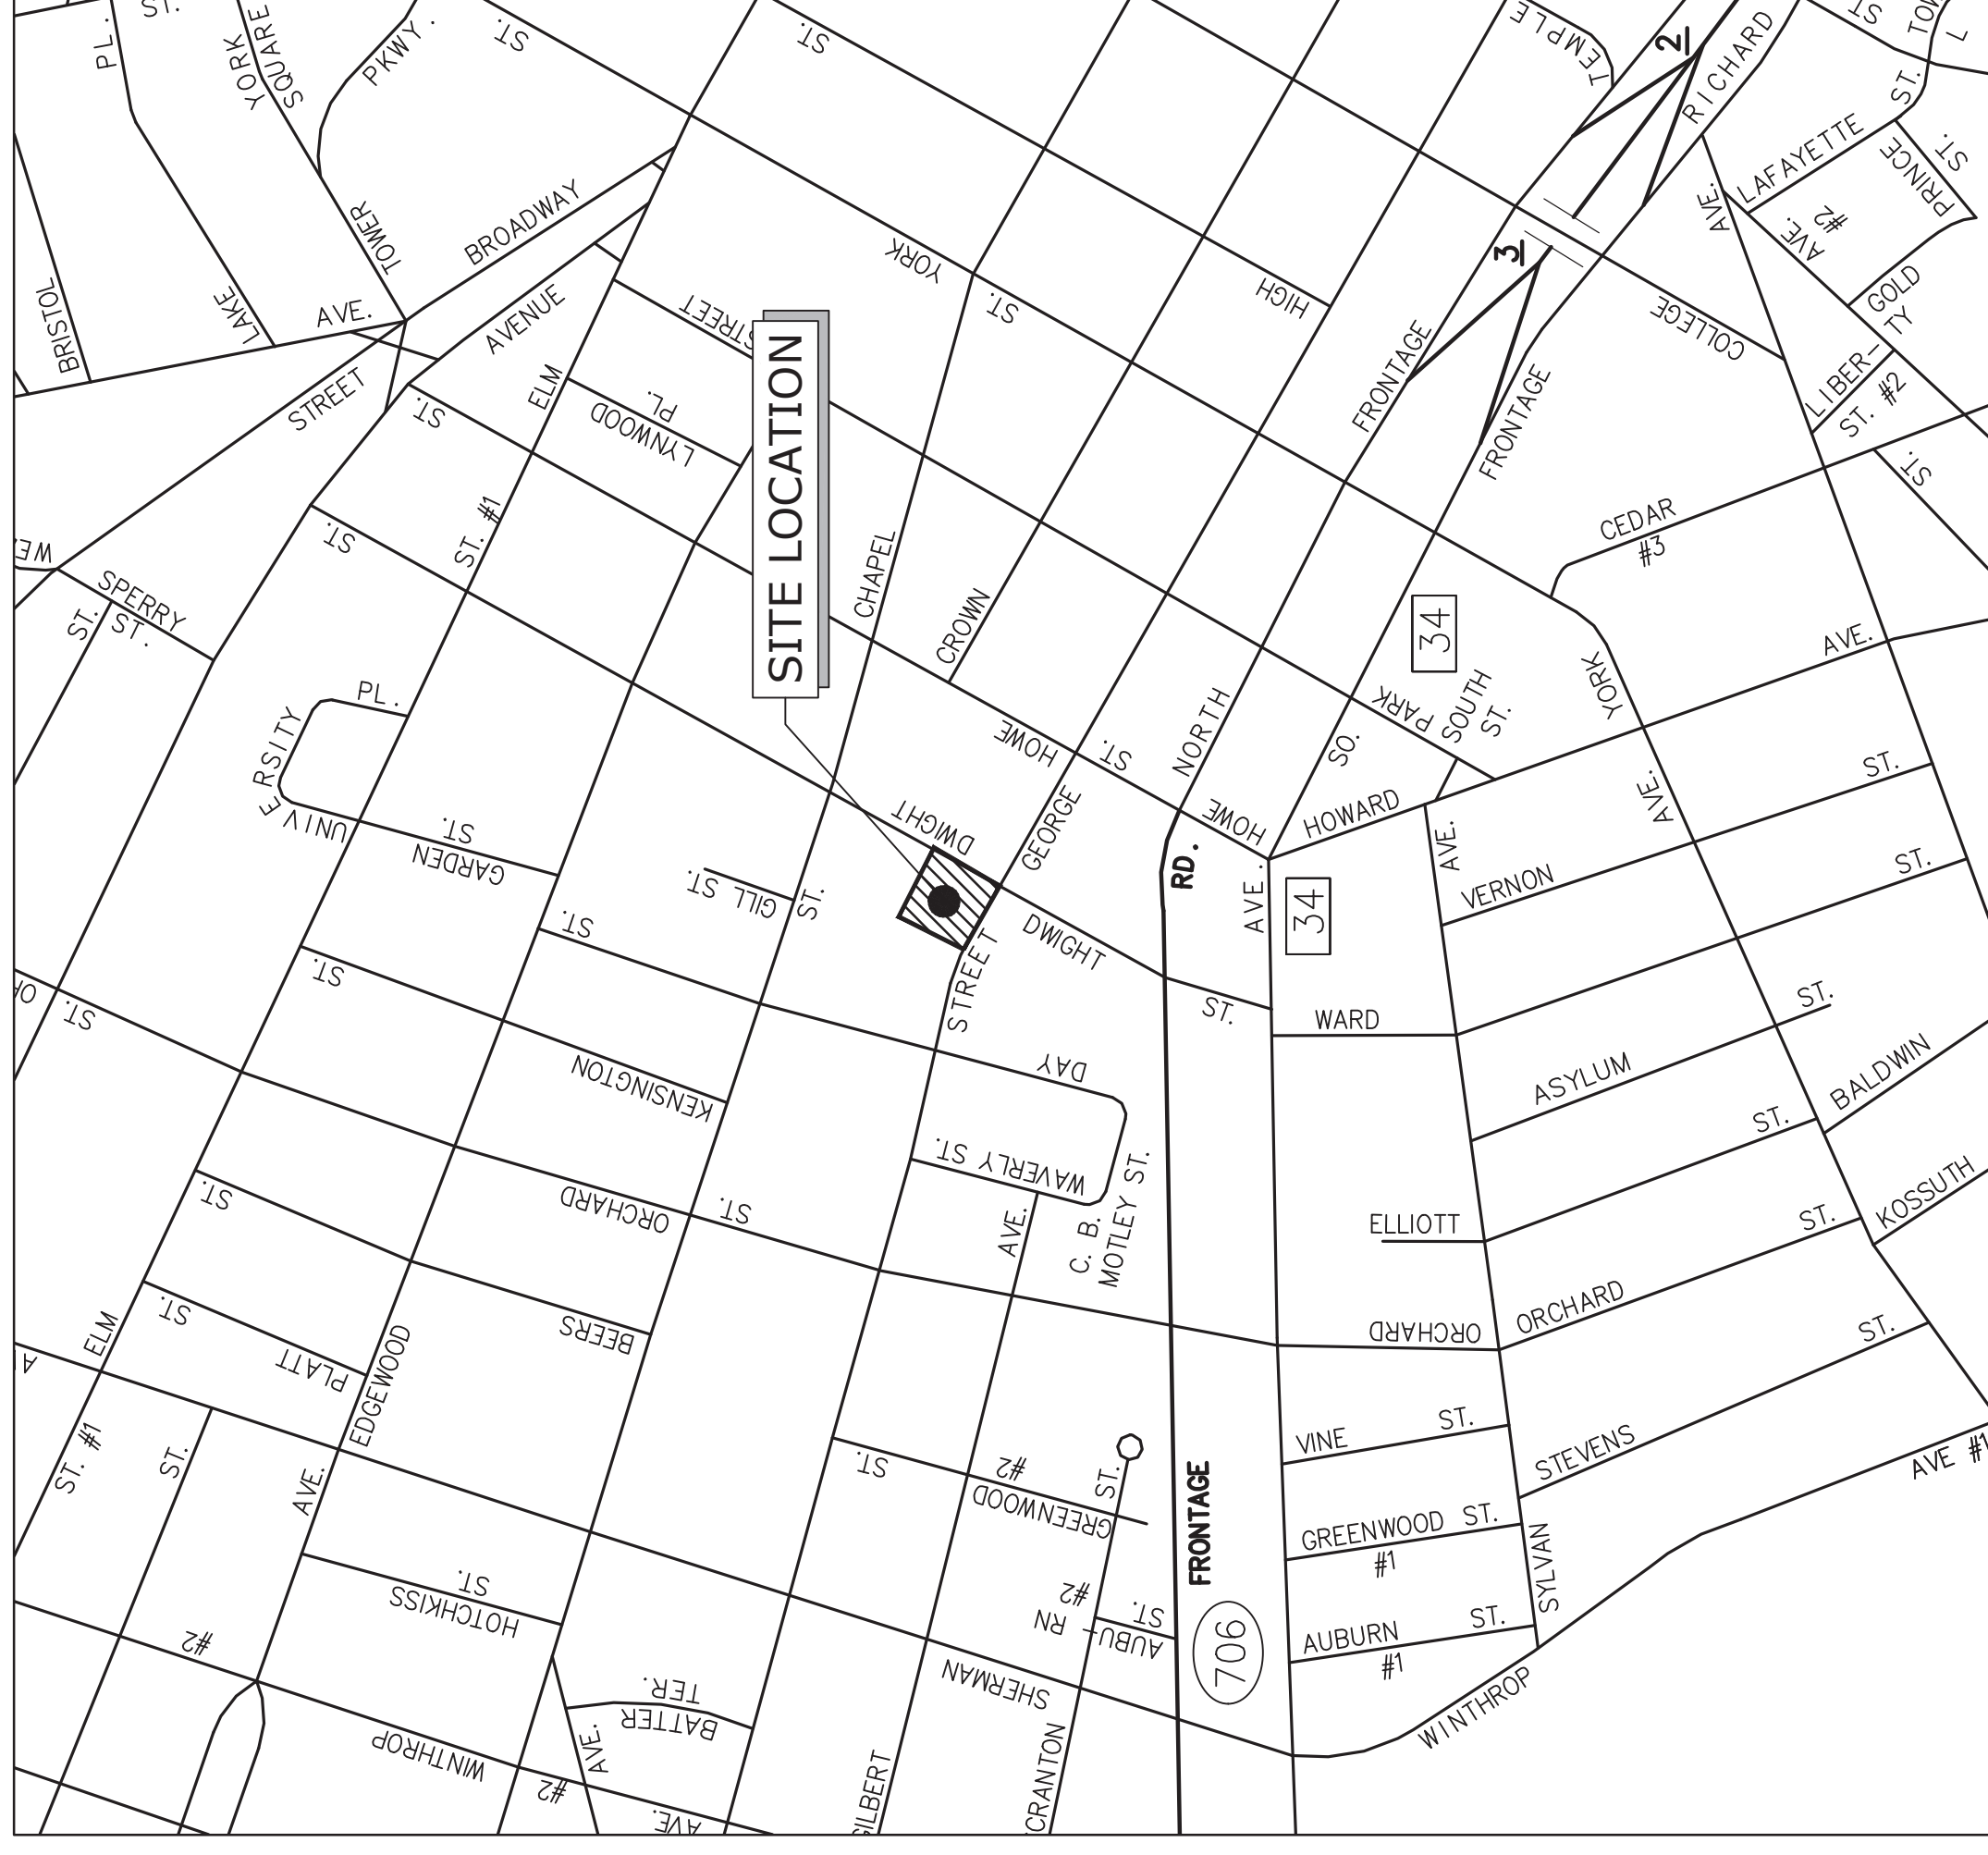 PL.
ST.
YORK
SQUARE
PKWY.
ST.
ST.
TEMPLE
2
RICHARD
ST.
ST.
LAFAYETTE
#2
PRINCE
ST.
BRISTOL
LAKE
AVE.
TOWER
BROADWAY
AVENUE
STREET
YORK
ST.
HIGH
3
FRONTAGE
FRONTAGE
COLLEGE
AVE.
AVE.
GOLD
LIBER-
TY
ST. #2
ST.
STREET
ST.
ELM
LYNWOOD
PL.
SITE LOCATION
ST.
ST. #1
SPERRY
ST.
ST.
CHAPEL
CROWN
CEDAR
#3
34
PARK
SOUTH
ST.
YORK
AVE.
AVE.
PL.
UNIV
E
RSITY
GARDEN
ST.
HOWE
ST.
NORTH
SO.
HOWE
HOWARD
AVE.
DWIGHT
GEORGE
RD.
AVE.
34
VERNON
ST.
ST.
GILL ST.
ST.
ST.
STREET
DWIGHT
ST.
WARD
ST.
ST.
KENSINGTON
DAY
ASYLUM
ST.
BALDWIN
ST.
ORCHARD
ST.
WAVERLY ST.
AVE.
C. B.
MOTLEY ST.
ELLIOTT
ST.
KOSSUTH
ELM
ST.
PLATT
EDGEWOOD
BEERS
ORCHARD
ORCHARD
ST.
ST.
ST. #1
ST.
AVE.
ST.
GREENWOOD
#2
ST.
FRONTAGE
VINE
ST.
STEVENS
AVE #1
GREENWOOD ST.
#1
SYLVAN
HOTCHKISS
ST.
#2
AUBU-
RN
#2
ST.
706
AUBURN
ST.
#1
SHERMAN
WINTHROP
BATTER
TER.
AVE.
WINTHROP
#2
AVE.
CRANTON